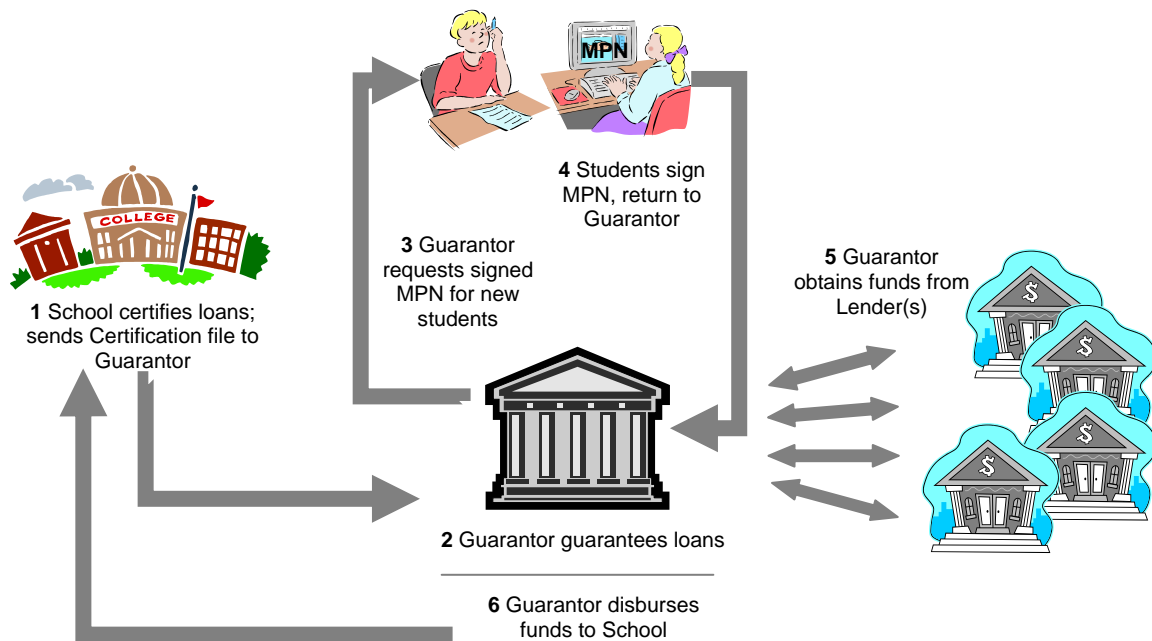 MPN
4 Students sign
MPN, return to
Guarantor
COLLEGE
3 Guarantor
requests signed
MPN for new
students
5 Guarantor
obtains funds from
Lender(s)
1 School certifies loans;
sends Certification file to
Guarantor
$
$
$
$
2 Guarantor guarantees loans
6 Guarantor disburses
funds to School